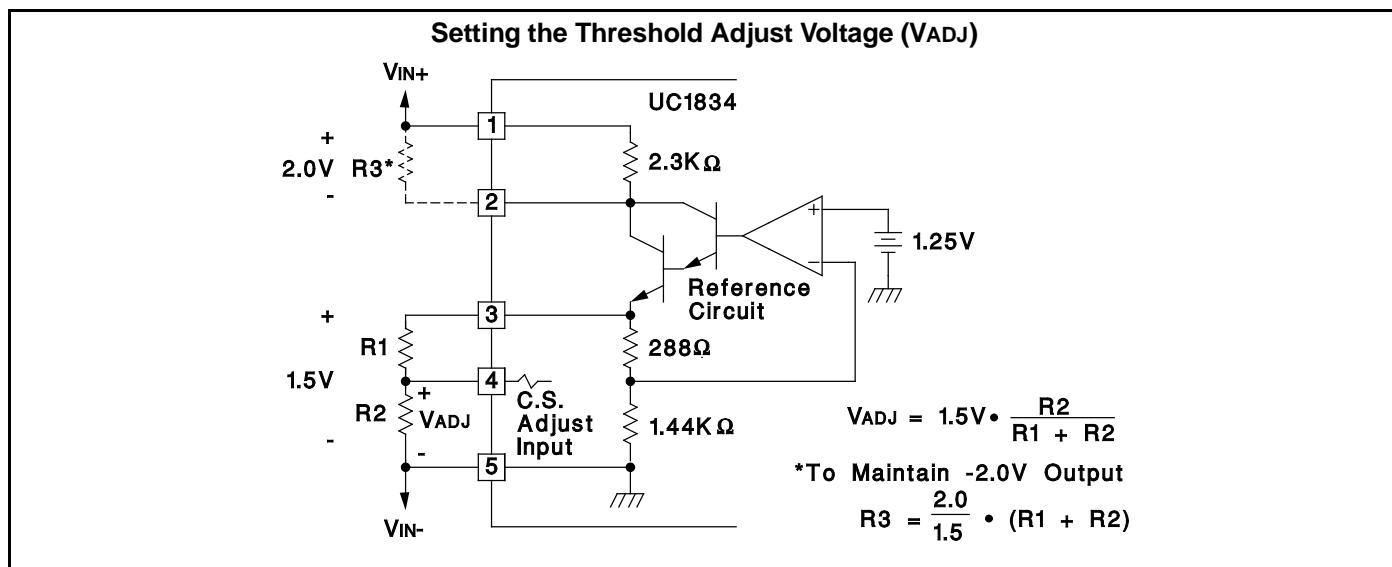 Setting the Threshold Adjust Voltage (VADJ)
VIN+
UC1834
1
+
2.0V R3*
-
2.3KΩ
2
+
-
1.25V
Reference
Circuit
3
+
R1
288Ω
1.5V
4
C.S.
Adjust
Input
R2
+
VADJ
-
-
1.44KΩ
5
VIN-
VADJ = 1.5V • R2
R1 + R2
*To Maintain -2.0V Output
R3 = 2.0 • (R1 + R2)
1.5